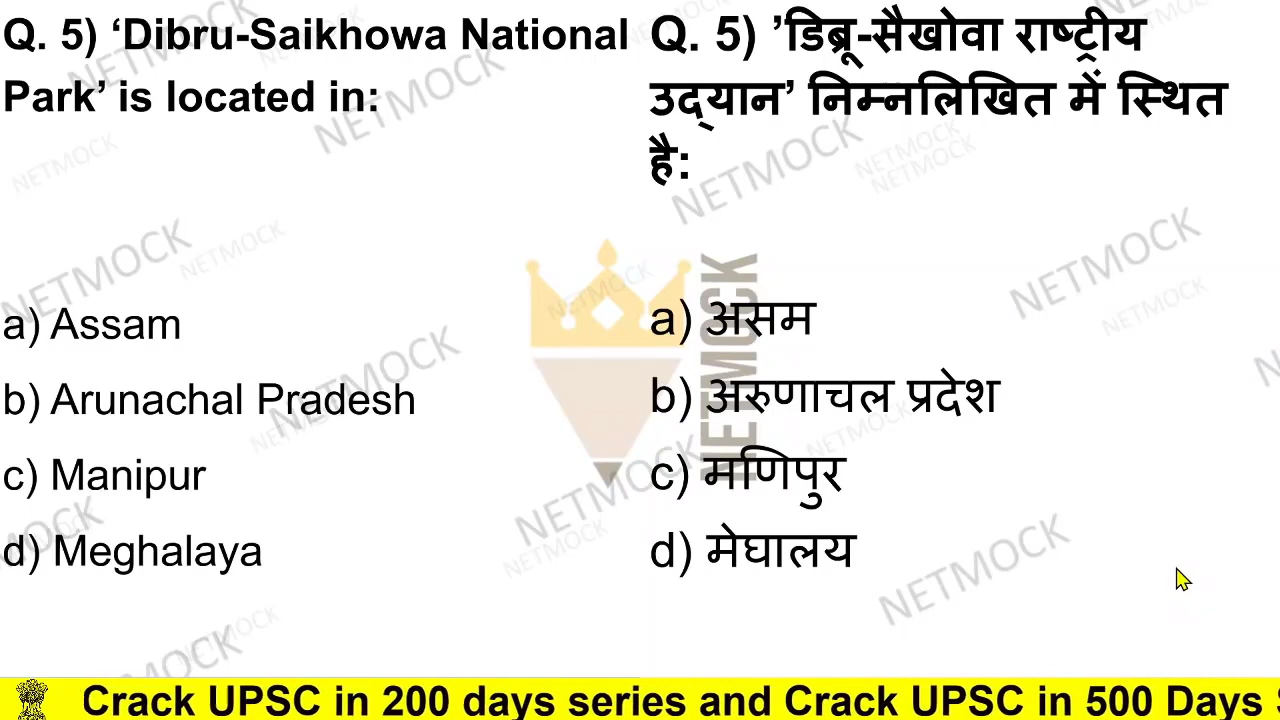 Q. 5) ‘Dibru-Saikhowa National
Park’ is located in:
a) Assam
b) Arunachal Pradesh
c) Manipur
d) Meghalaya
Q. 5) ’डिब्रू-सैखोवा राष्ट्रीय
उद्यान’ निम्नलिखित में स्थित
है:
a) असम
b) अरुणाचल प्रदेश
c) मणिपुर
d) मेघालय
NETMOCK
Crack UPSC in 200 days series and Crack UPSC in 500 Days